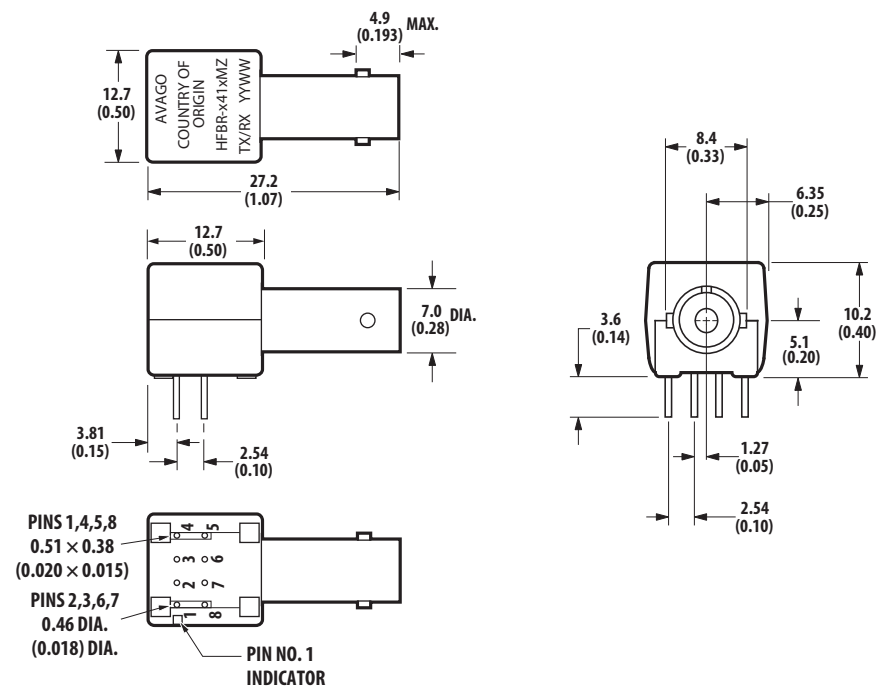 4.9
(0.193) MAX.
12.7
(0.50)
AVAGO
COUNTRY OF
ORIGIN
HFBR-x41xMZ
TX/RX YYWW
27.2
(1.07)
12.7
(0.50)
7.0
(0.28) DIA.
3.81
(0.15)
2.54
(0.10)
8.4
(0.33)
6.35
(0.25)
3.6
(0.14)
10.2
(0.40)
5.1
(0.20)
1.27
(0.05)
2.54
(0.10)
PINS 1,4,5,8
0.51 × 0.38
(0.020 × 0.015)
PINS 2,3,6,7
0.46 DIA.
(0.018) DIA.
4 5
3 6
2 7
1 8
PIN NO. 1
INDICATOR